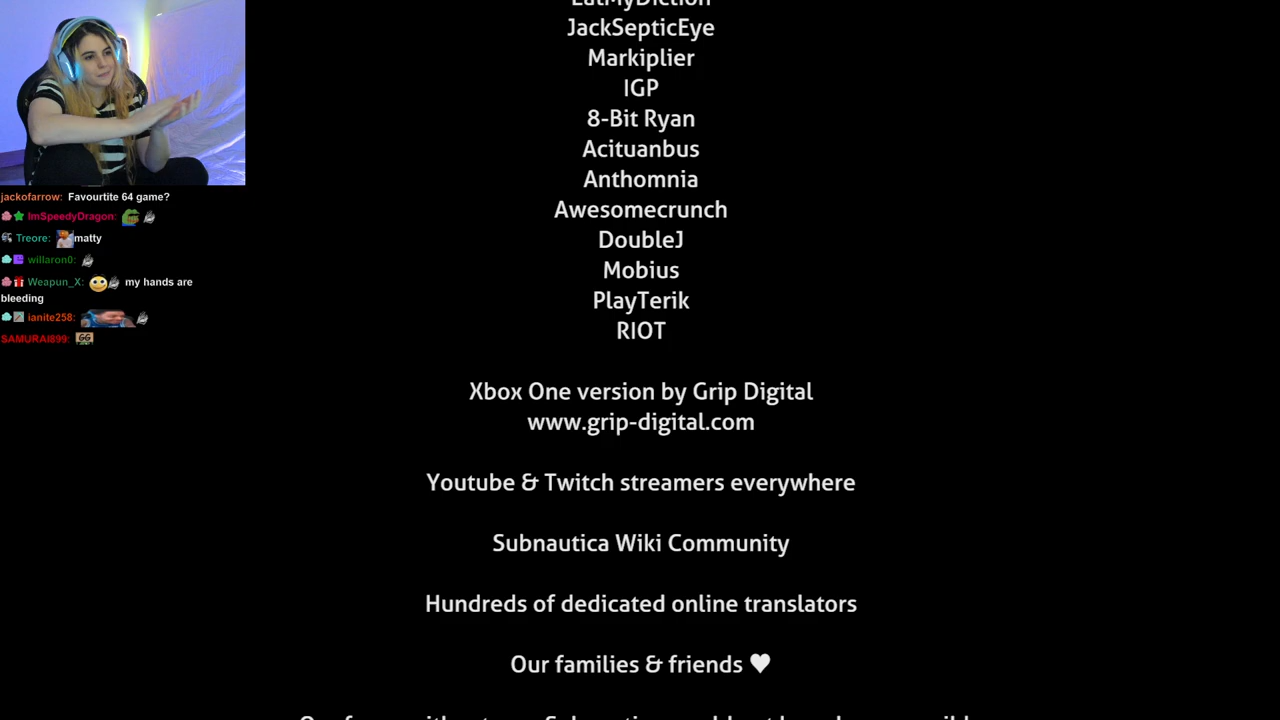 EatMyDiction
JackSepticEye
Markiplier
IGP
8-Bit Ryan
Acituanbus
Anthomnia
Awesomecrunch
DoubleJ
Mobius
PlayTerik
RIOT
Xbox One version by Grip Digital
www.grip-digital.com
Youtube & Twitch streamers everywhere
Subnautica Wiki Community
Hundreds of dedicated online translators
Our families & friends ♥
jackofarrow: Favourtite 64 game?
ImSpeedyDragon:
Treore: matty
willaron0:
Weapun_X: my hands are
bleeding
ianite258:
SAMURAI899: GG